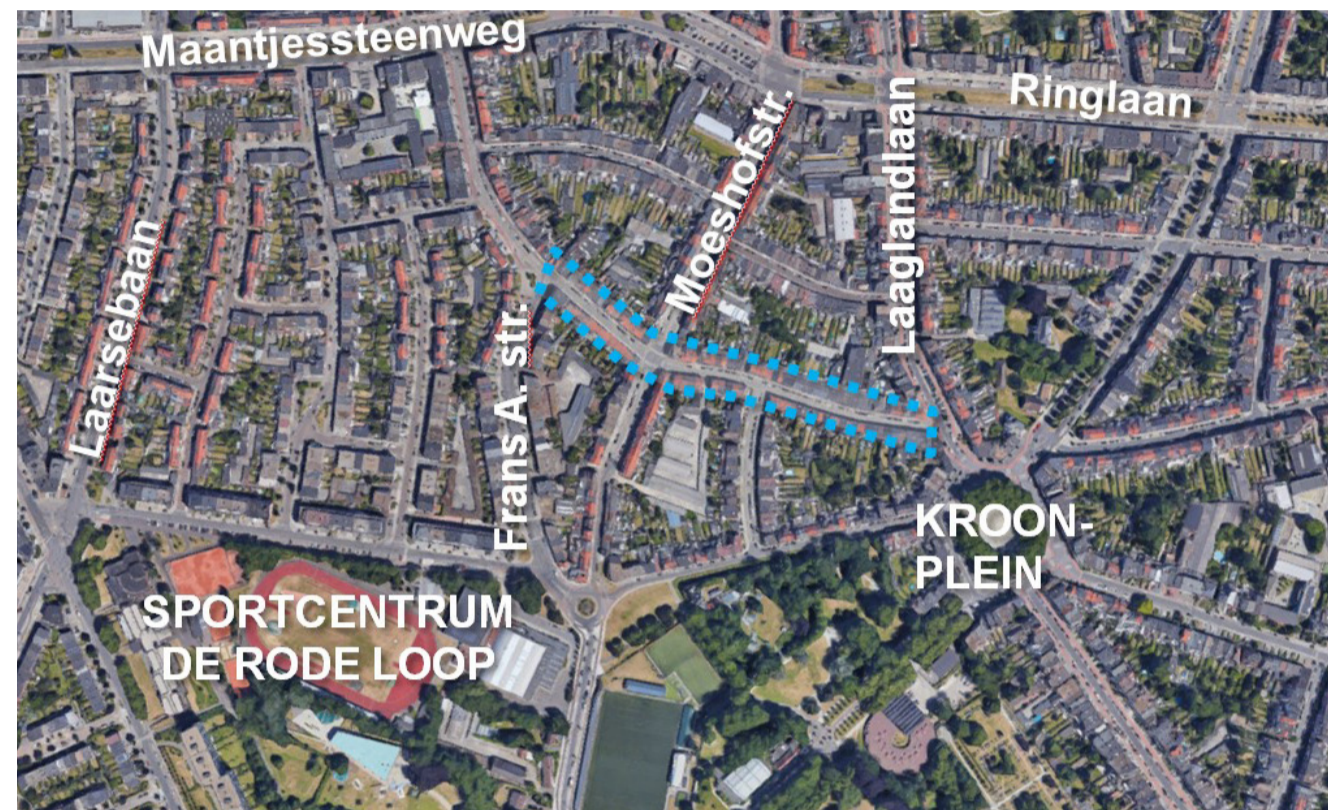 Maantjessteenweg
Ringlaan
Moeshofstr.
Laaglandlaan
Laarsebaan
Frans A. str.
KROON-
PLEIN
SPORTCENTRUM
DE RODE LOOP